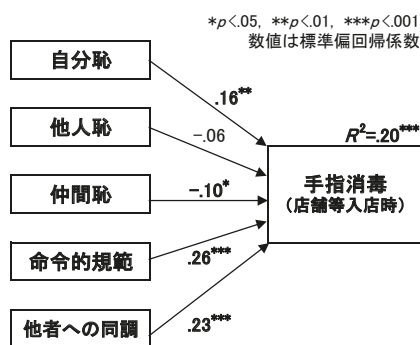 *p<.05, **p<.01, ***p<.001
数値は標準偏回帰係数
自分恥
.16**
他人恥
-.06
R²=.20***
仲間恥
-.10*
手指消毒
(店舗等入店時)
命令的規範
.26***
他者への同調
.23***